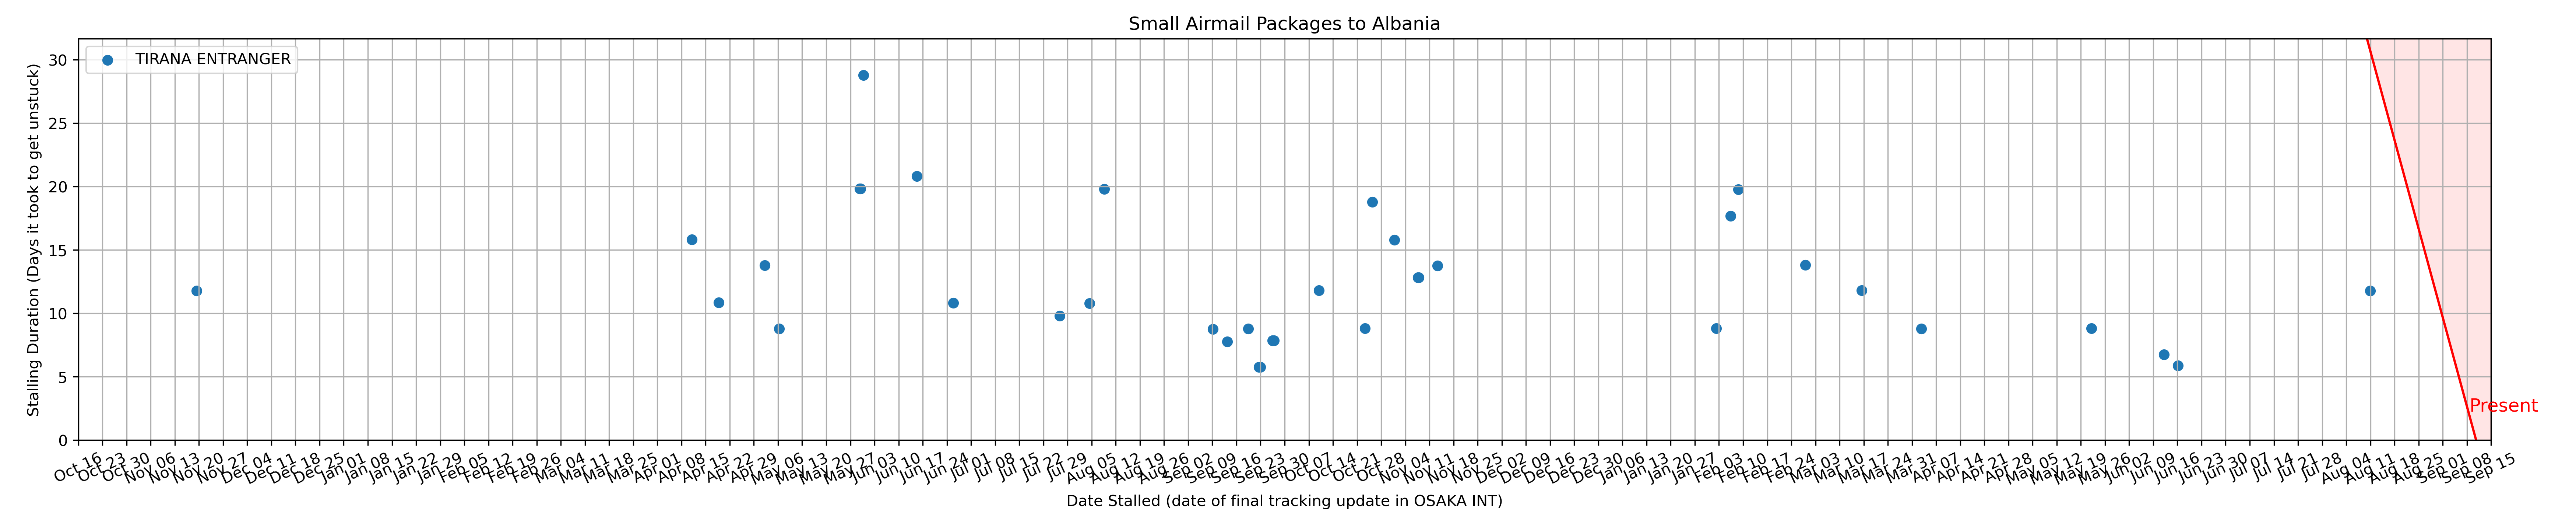 Small Airmail Packages to Albania
TIRANA ENTRANGER
Stalling Duration (Days it took to get unstuck)
30
25
20
15
10
5
0
Present
Oct 16
Oct 23
Oct 30
Nov 06
Nov 13
Nov 20
Nov 27
Dec 04
Dec 11
Dec 18
Dec 25
Jan 01
Jan 08
Jan 15
Jan 22
Jan 29
Feb 05
Feb 12
Feb 19
Feb 26
Mar 04
Mar 11
Mar 18
Mar 25
Apr 01
Apr 08
Apr 15
Apr 22
Apr 29
May 06
May 13
May 20
May 27
Jun 03
Jun 10
Jun 17
Jun 24
Jul 01
Jul 08
Jul 15
Jul 22
Jul 29
Aug 05
Aug 12
Aug 19
Aug 26
Sep 02
Sep 09
Sep 16
Sep 23
Sep 30
Oct 07
Oct 14
Oct 21
Oct 28
Nov 04
Nov 11
Nov 18
Nov 25
Dec 02
Dec 09
Dec 16
Dec 23
Dec 30
Jan 06
Jan 13
Jan 20
Jan 27
Feb 03
Feb 10
Feb 17
Feb 24
Mar 03
Mar 10
Mar 17
Mar 24
Mar 31
Apr 07
Apr 14
Apr 21
Apr 28
May 05
May 12
May 19
May 26
Jun 02
Jun 09
Jun 16
Jun 23
Jun 30
Jul 07
Jul 14
Jul 21
Jul 28
Aug 04
Aug 11
Aug 18
Aug 25
Sep 01
Sep 08
Sep 15
Date Stalled (date of final tracking update in OSAKA INT)